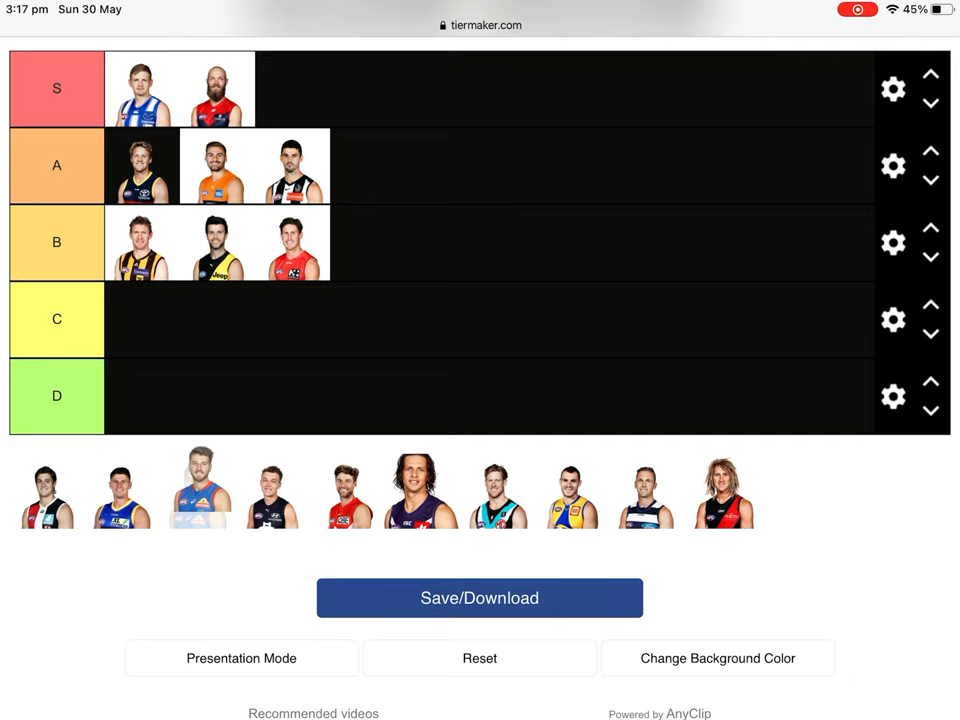 3:17 pm Sun 30 May
45%
tiermaker.com
S
A
B
Jeep
C
D
Save/Download
Presentation Mode
Reset
Change Background Color
Recommended videos
Powered by AnyClip